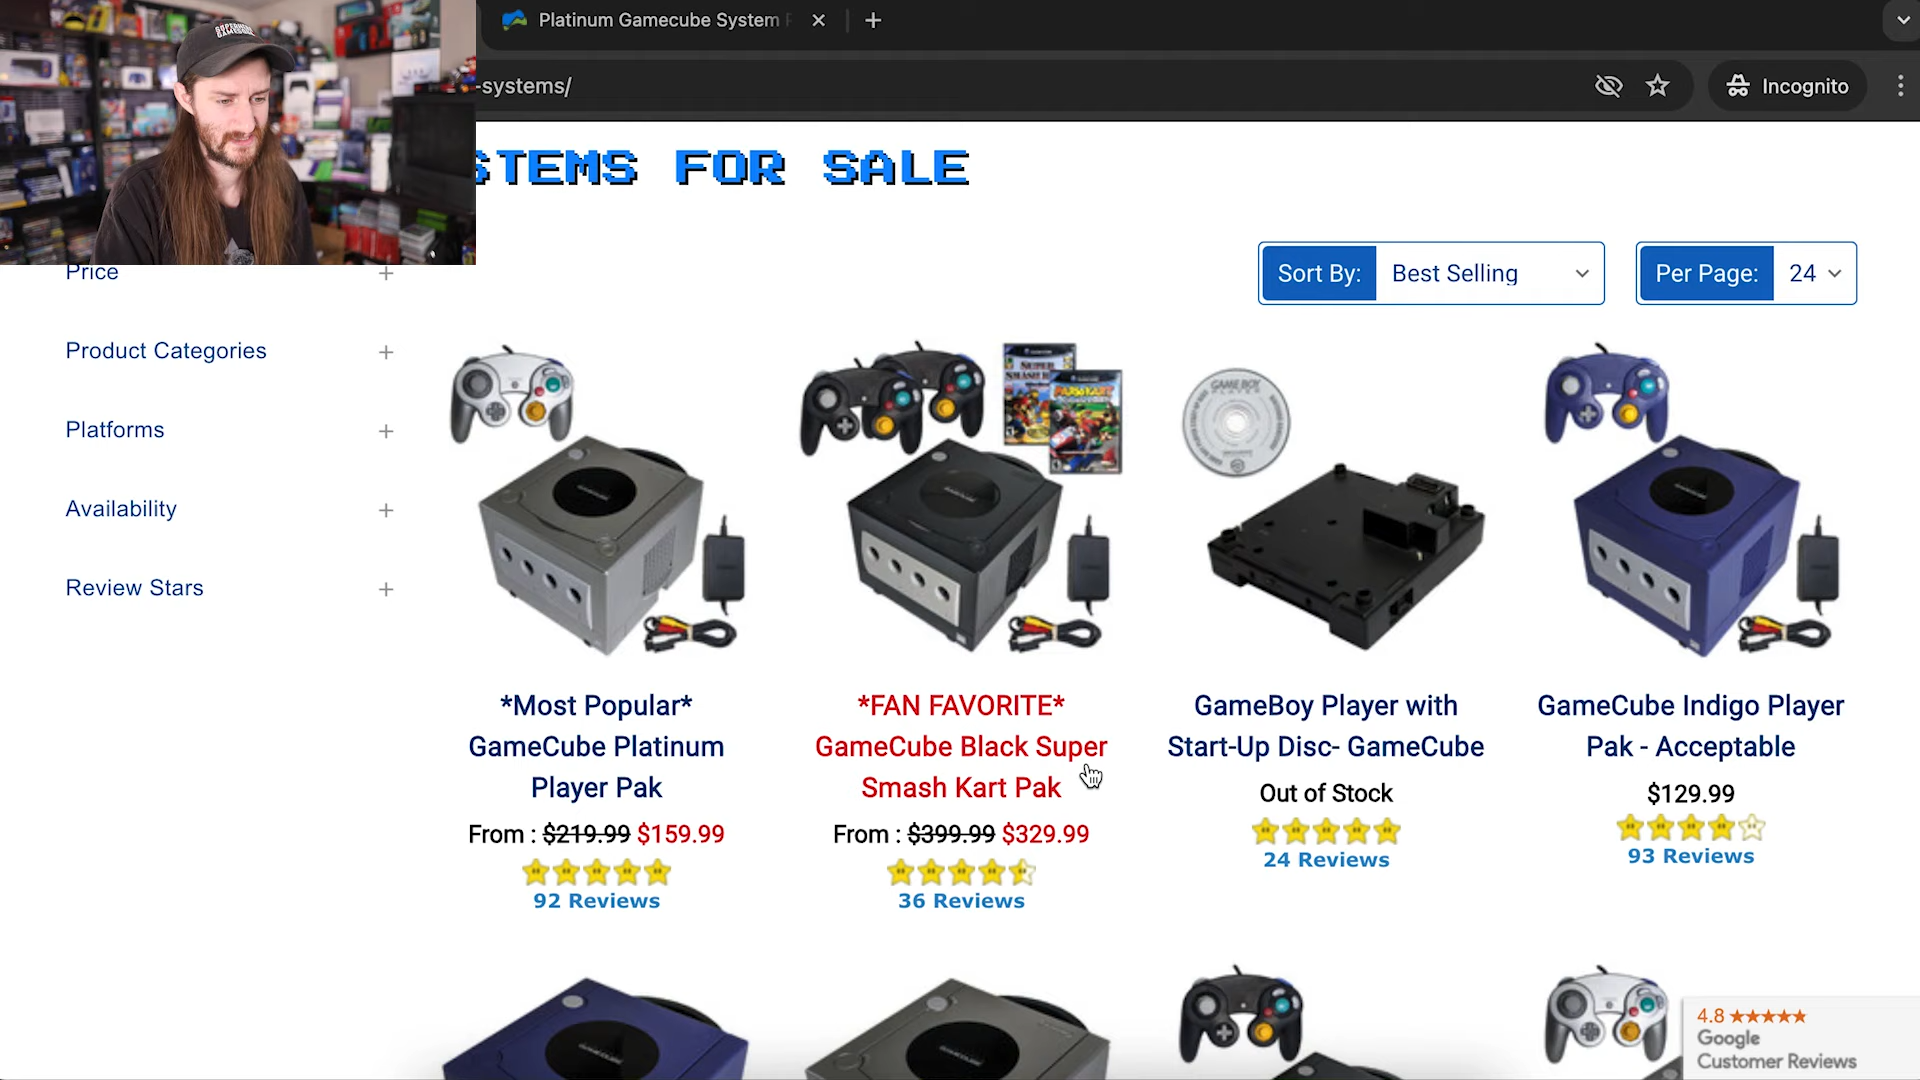 Platinum Gamecube System
-systems/
Incognito
STEMS FOR SALE
Price
Sort By: Best Selling
Per Page: 24
Product Categories
Platforms
Availability
Review Stars
*Most Popular*
GameCube Platinum
Player Pak
From : $219.99 $159.99
92 Reviews
*FAN FAVORITE*
GameCube Black Super
Smash Kart Pak
From : $399.99 $329.99
36 Reviews
GameBoy Player with
Start-Up Disc- GameCube
Out of Stock
24 Reviews
GameCube Indigo Player
Pak - Acceptable
$129.99
93 Reviews
4.8
Google
Customer Reviews